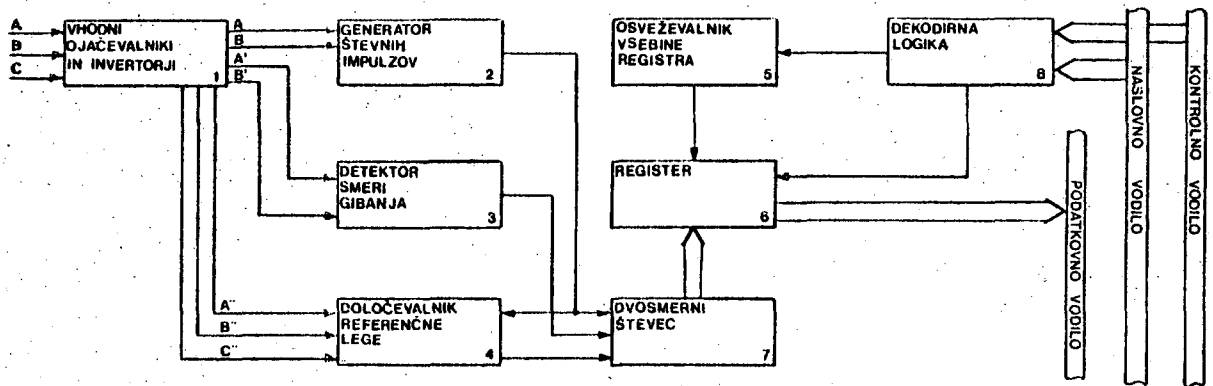 A
B
C
VHODNI
OJAČEVALNIKI
IN INVERTORJI
1
A
B
A'
B'
GENERATOR
ŠTEVNIH
IMPULZOV
2
OSVEŽEVALNIK
VSEBINE
REGISTRA
5
DEKODIRNA
LOGIKA
8
DETEKTOR
SMERI
GIBANJA
3
REGISTER
6
A"
B"
C"
DOLOČEVALNIK
REFERENČNE
LEGE
4
DVOSMERNI
ŠTEVEC
7
PODATKOVNO VODILO
NASLOVNO VODILO
KONTROLNO VODILO